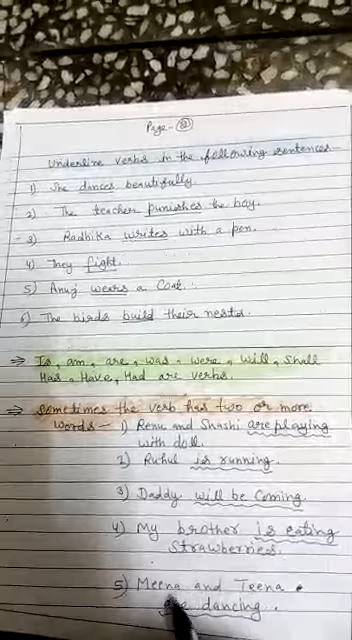 Page-
Underline verbs in the following sentences-
1) She dances beautifully
2) The teacher punishes the boy.
3) Radhika writes with a pen.
4) They fight.
5) Anuj wears a Coat.
6) The birds build their nests.
⇒ Is, am, are, was, were, will, shall
Has, Have, Had are verbs.
⇒ Sometimes the verb has two or more
words- 1) Renu and Shashi are playing
with doll.
2) Rahul is running.
3) Daddy will be Coming.
4) My brother is eating
Strawberries.
5) Meena and Teena
are dancing.